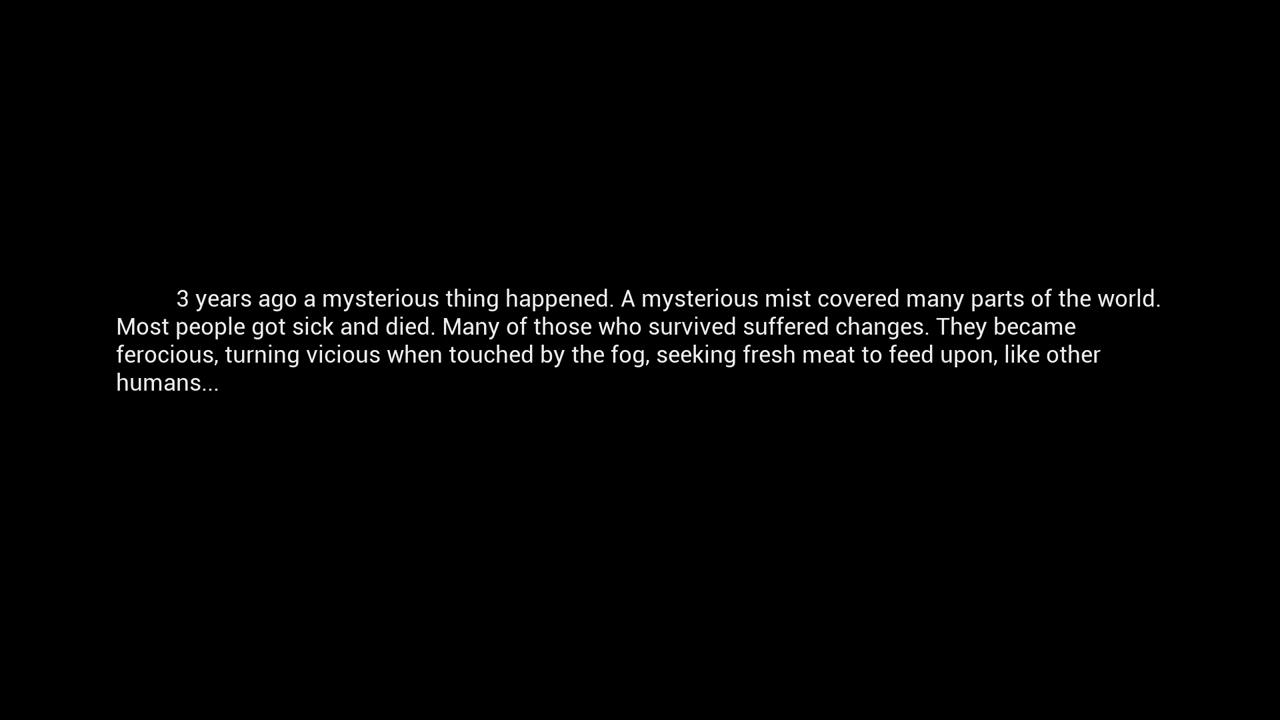 3 years ago a mysterious thing happened. A mysterious mist covered many parts of the world.
Most people got sick and died. Many of those who survived suffered changes. They became
ferocious, turning vicious when touched by the fog, seeking fresh meat to feed upon, like other
humans...